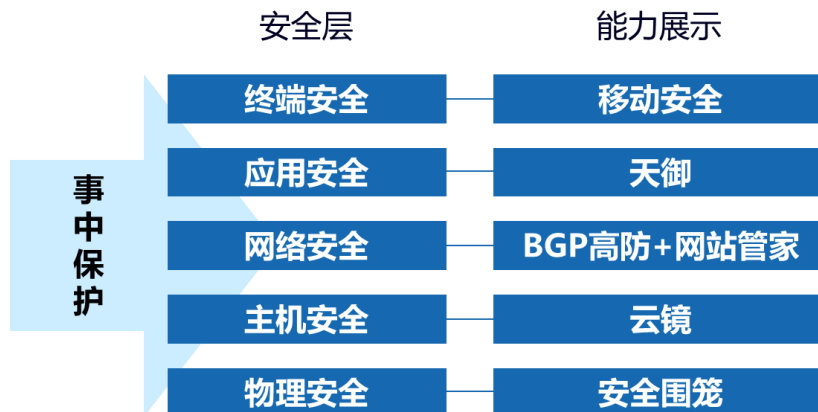 安全层 能力展示
事中保护
终端安全 移动安全
应用安全 天御
网络安全 BGP高防+网站管家
主机安全 云镜
物理安全 安全围笼